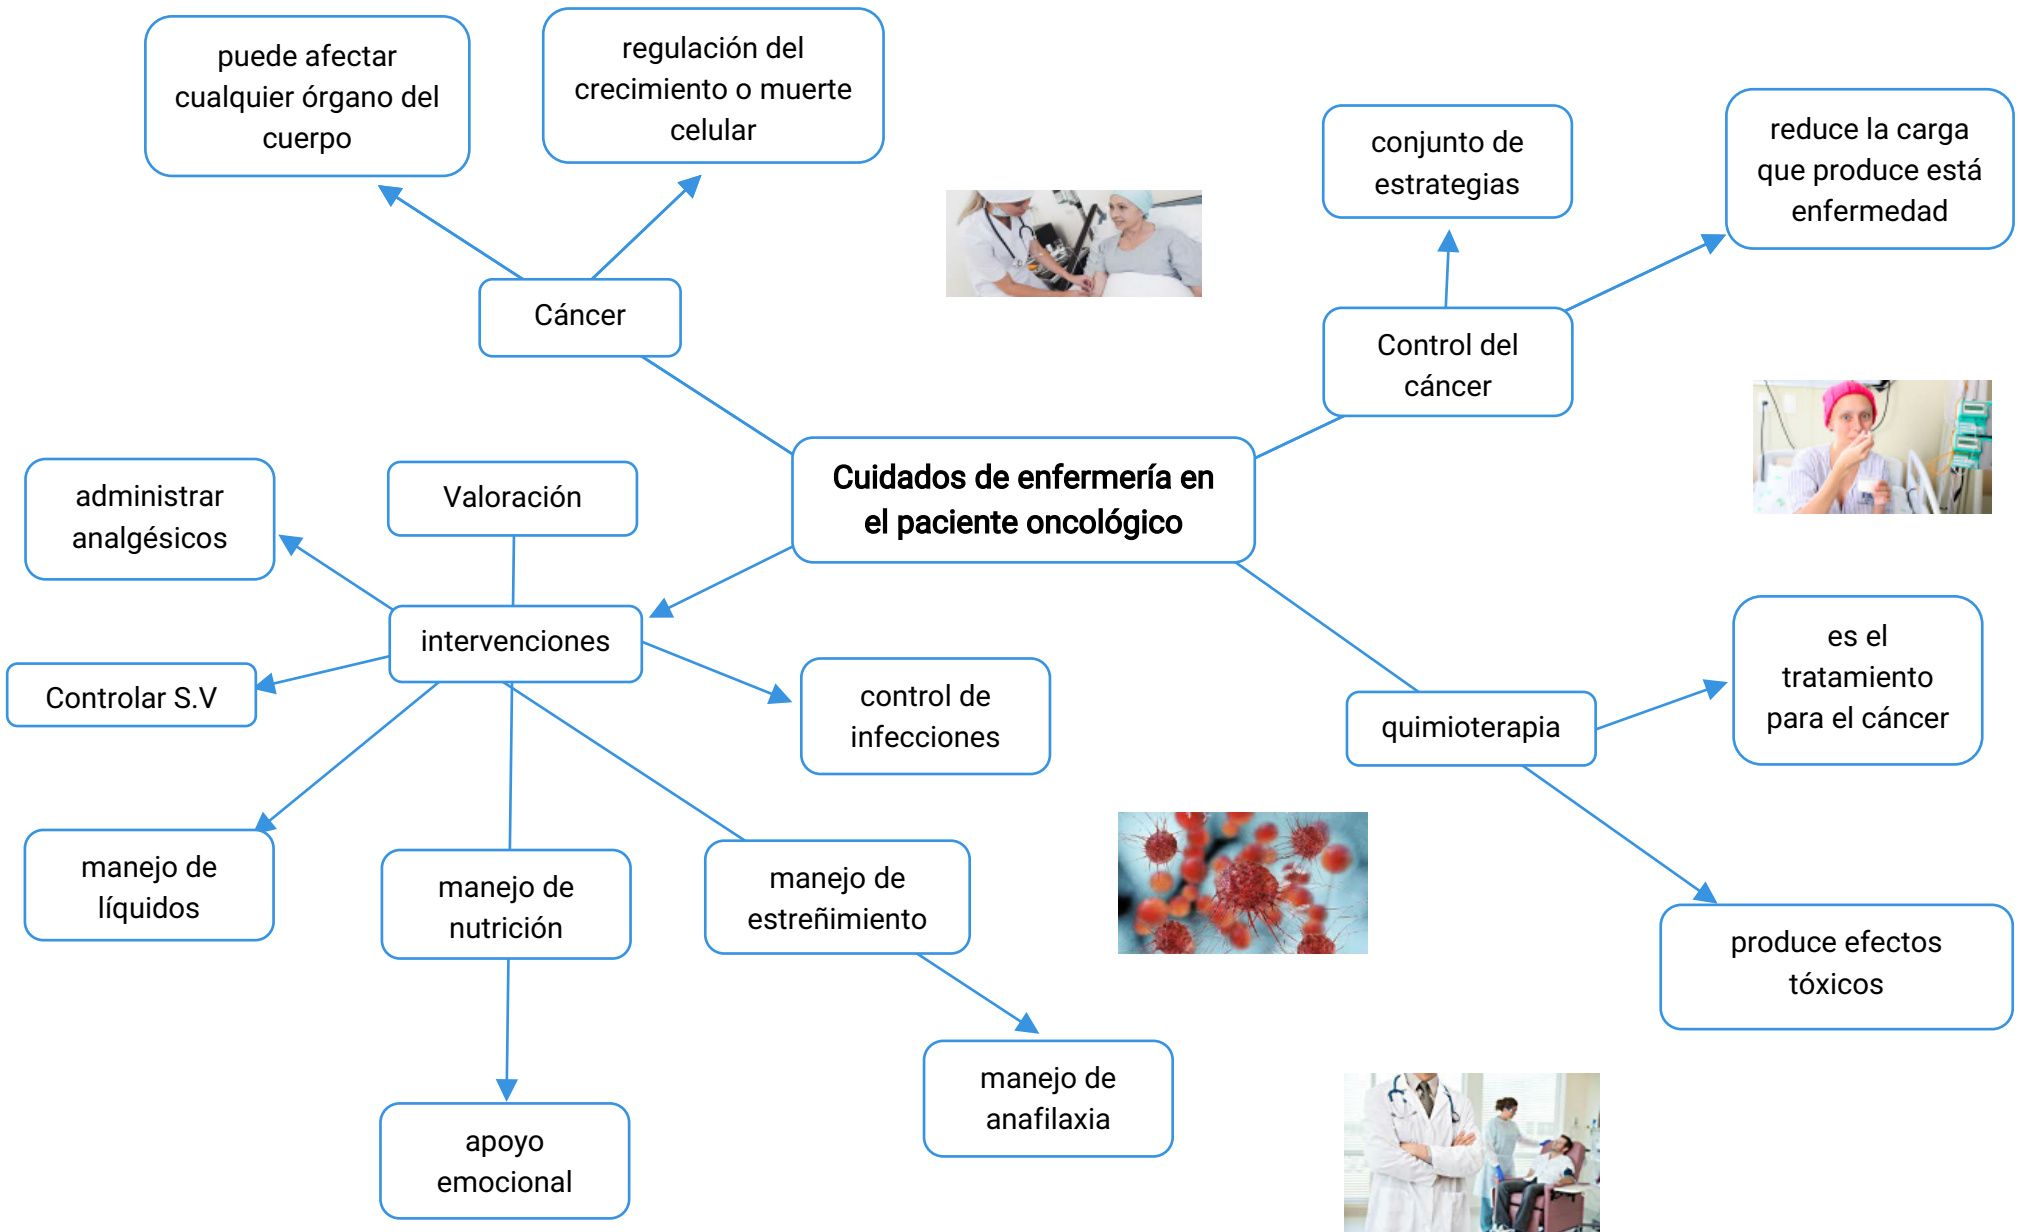 puede afectar
cualquier órgano del
cuerpo
regulación del
crecimiento o muerte
celular
conjunto de
estrategias
reduce la carga
que produce está
enfermedad
Cáncer
Control del
cáncer
Cuidados de enfermería en
el paciente oncológico
administrar
analgésicos
Valoración
intervenciones
Controlar S.V
control de
infecciones
es el
tratamiento
para el cáncer
quimioterapia
manejo de
líquidos
manejo de
nutrición
manejo de
estreñimiento
produce efectos
tóxicos
manejo de
anafilaxia
apoyo
emocional